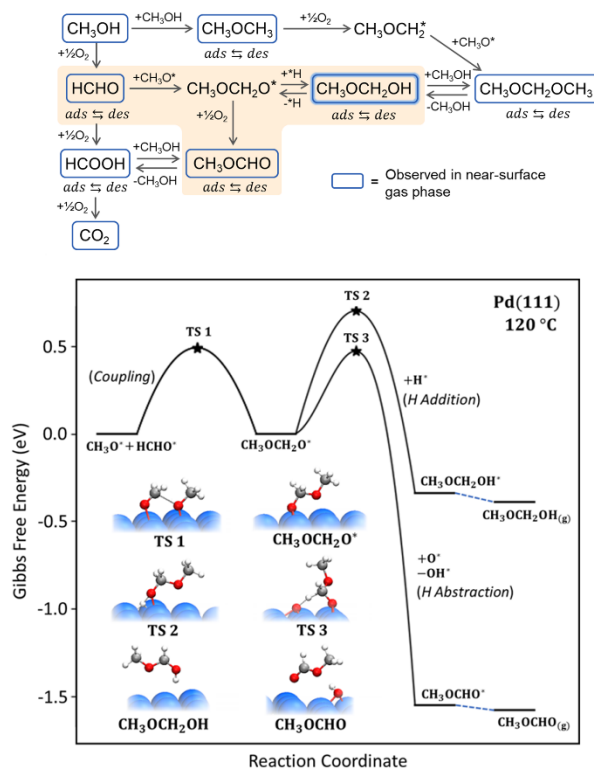 CH₃OH +CH₃OH CH₃OCH₃ +½O₂ CH₃OCH₂* 
ads ⇆ des
+½O₂ +CH₃O*
HCHO +CH₃O* CH₃OCH₂O* +*H CH₃OCH₂OH +CH₃OH CH₃OCH₂OCH₃
-*H -CH₃OH
ads ⇆ des ads ⇆ des ads ⇆ des
+½O₂ +½O₂
HCOOH +CH₃OH CH₃OCHO
-CH₃OH
ads ⇆ des ads ⇆ des
= Observed in near-surface
gas phase
+½O₂
CO₂
Pd(111)
120 °C
TS 1
TS 2
TS 3
(Coupling)
+H*
(H Addition)
CH₃O* + HCHO*
CH₃OCH₂O*
CH₃OCH₂OH*
CH₃OCH₂OH(g)
TS 1
CH₃OCH₂O*
+O*
−OH*
(H Abstraction)
TS 2
TS 3
CH₃OCHO*
CH₃OCHO(g)
CH₃OCH₂OH
CH₃OCHO
0.5
0.0
-0.5
-1.0
-1.5
Gibbs Free Energy (eV)
Reaction Coordinate